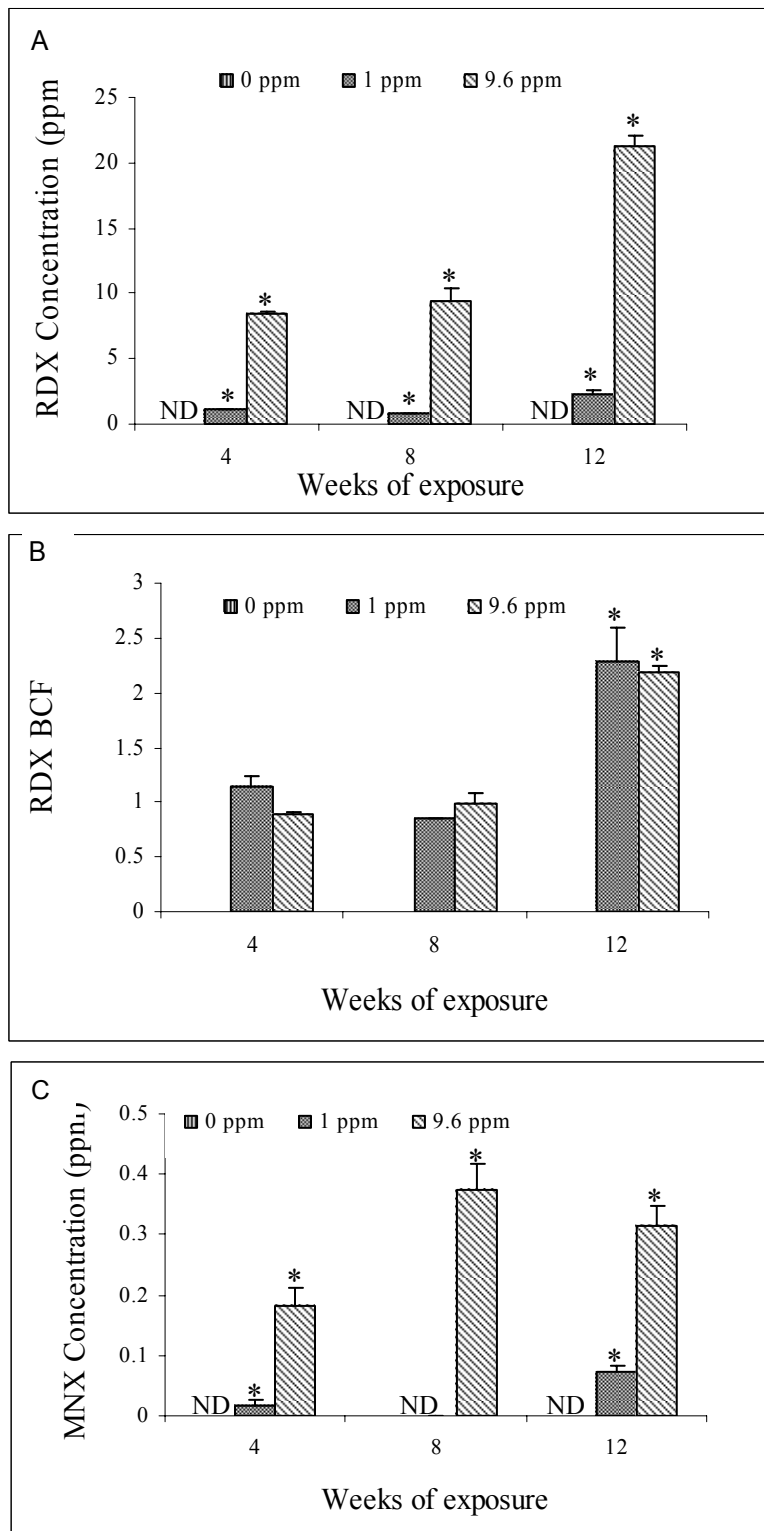 A
0 ppm 1 ppm 9.6 ppm
RDX Concentration (ppm
25
20
15
10
5
0
* * *
ND * ND * ND *
4 8 12
Weeks of exposure
B
0 ppm 1 ppm 9.6 ppm
RDX BCF
3
2.5
2
1.5
1
0.5
0
* *
4 8 12
Weeks of exposure
C
0 ppm 1 ppm 9.6 ppm
MNX Concentration (ppm)
0.5
0.4
0.3
0.2
0.1
0
* * *
ND * ND ND *
4 8 12
Weeks of exposure